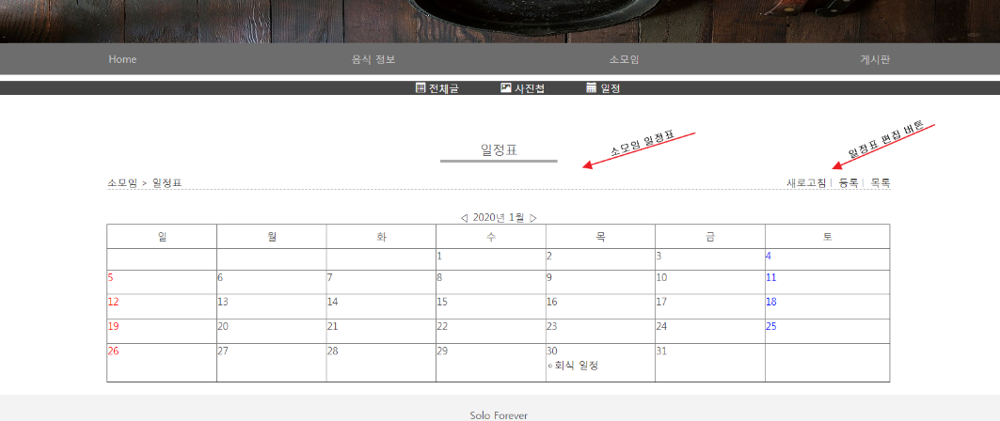 Home 음식 정보 소모임 게시판
전체글 사진첩 일정
일정표
소모임 일정표
일정표 편집 버튼
소모임 > 일정표 새로고침 | 등록 | 목록
◁ 2020년 1월 ▷
일 월 화 수 목 금 토
1 2 3 4
5 6 7 8 9 10 11
12 13 14 15 16 17 18
19 20 21 22 23 24 25
26 27 28 29 30 31
∘회식 일정
Solo Forever